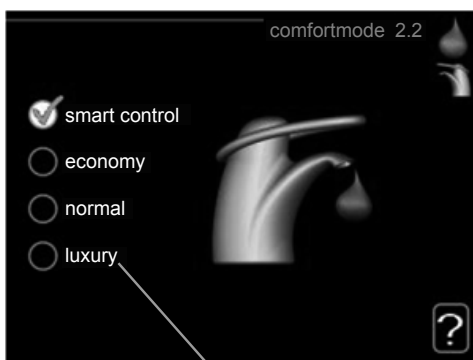 comfortmode 2.2
smart control
economy
normal
luxury
?